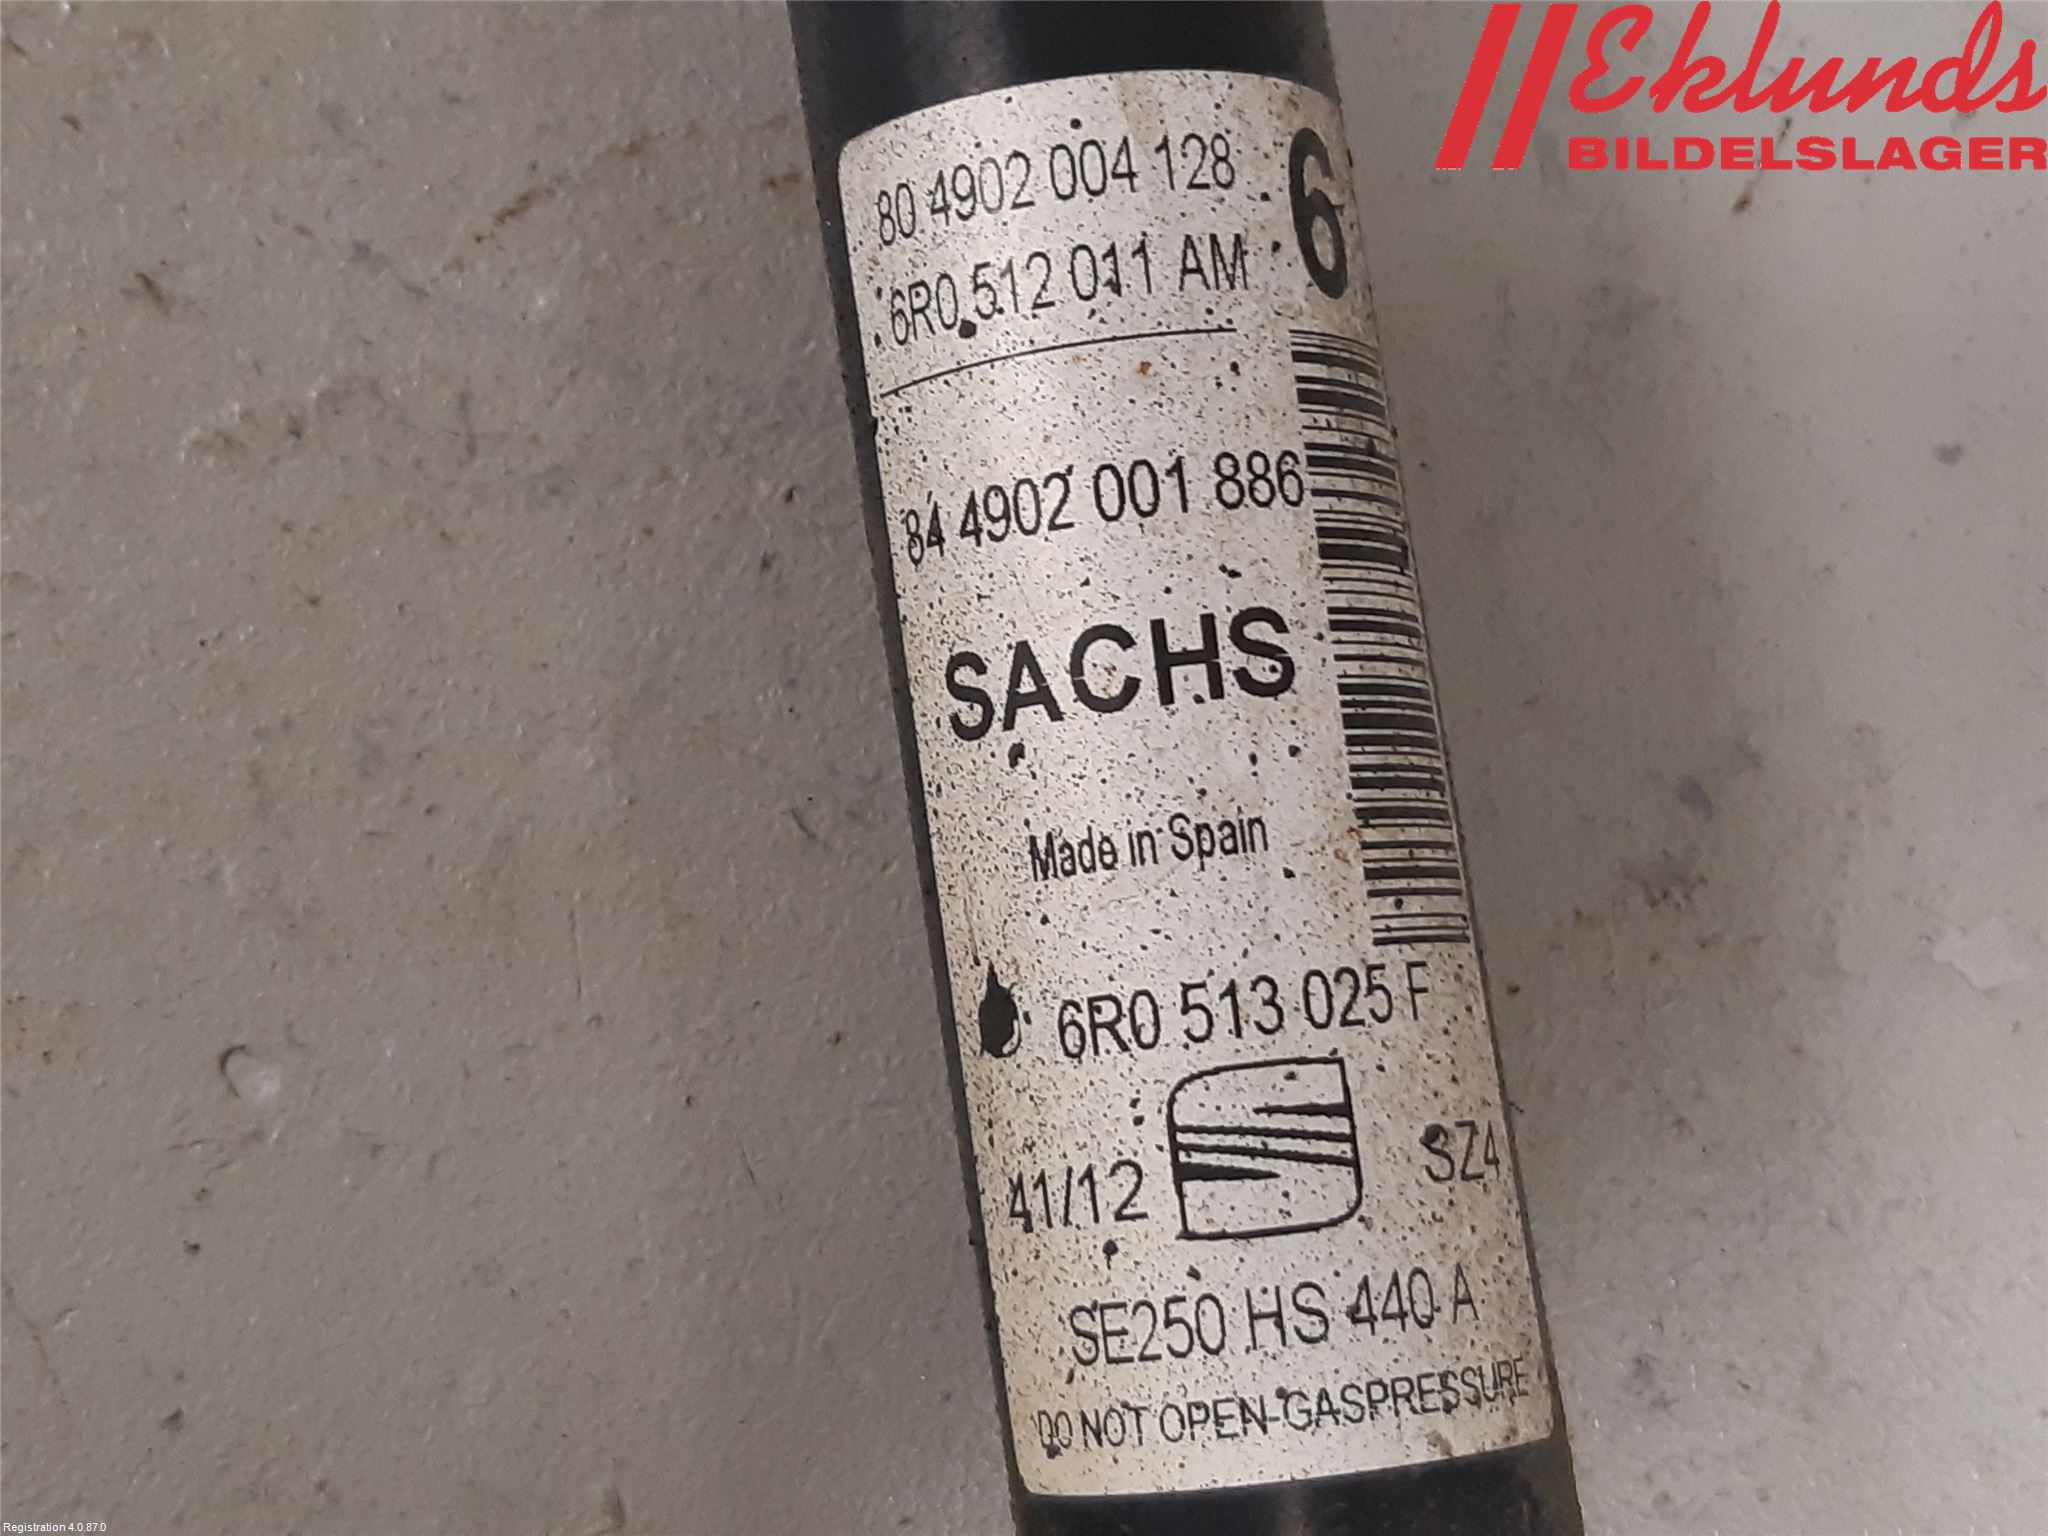 Eklunds
BILDELSLAGER
80 4902 004 128
6
6R0 512 011 AM
84 4902 001 886
SACHS
Made in Spain
6R0 513 025 F
41/12
SZ4
SE250 HS 440 A
DO NOT OPEN-GASPRESSURE
Registration 4.0.87.0